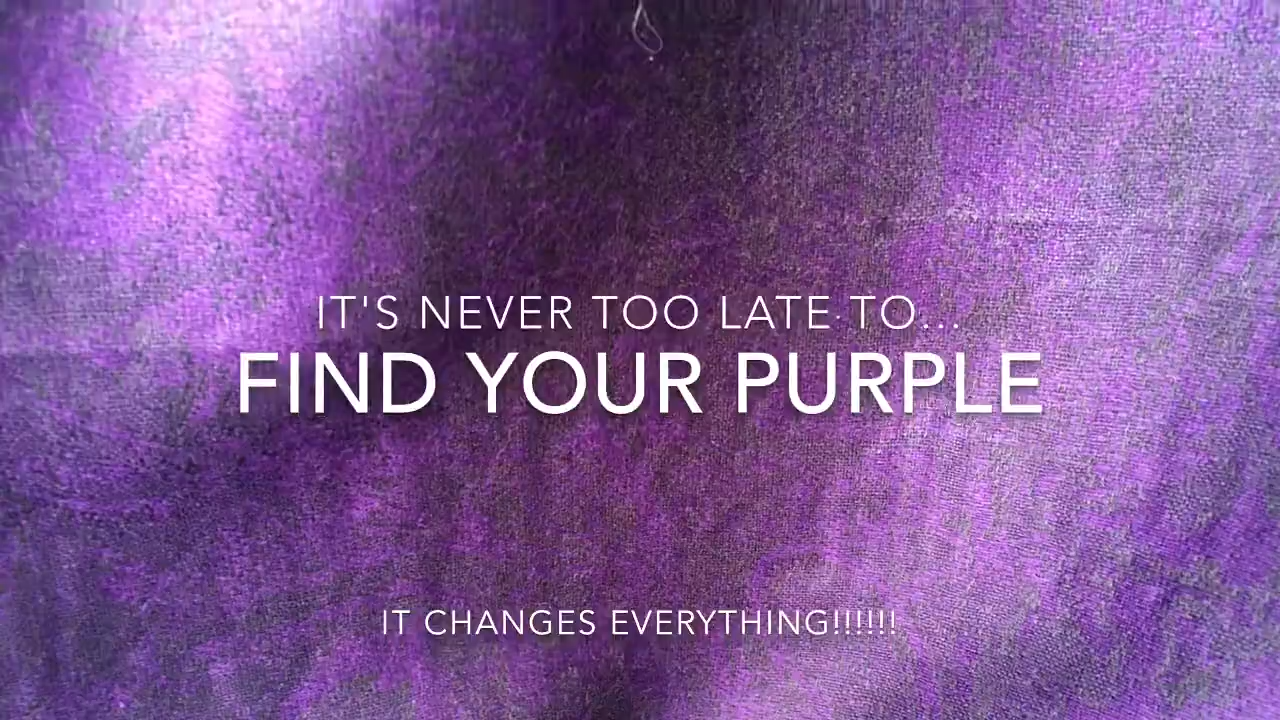 IT'S NEVER TOO LATE TO...
FIND YOUR PURPLE
IT CHANGES EVERYTHING!!!!!!